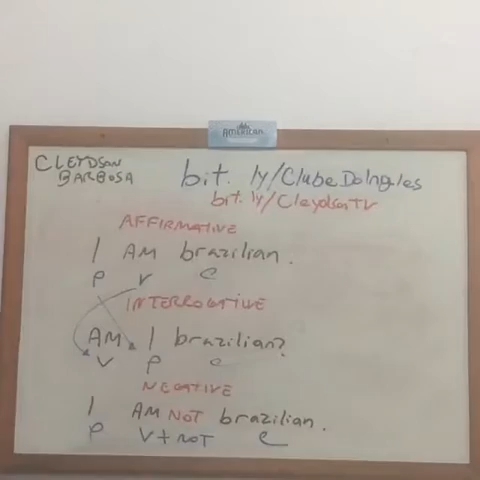 AMERICAN
CLEYDSON
BARBOSA
bit. ly/ClubeDoIngles
bit. ly/CleydsonTV
AFFIRMATIVE
I AM brazilian.
P V C
INTERROGATIVE
AM I brazilian?
V P C
NEGATIVE
I AM NOT brazilian.
P V+NOT C